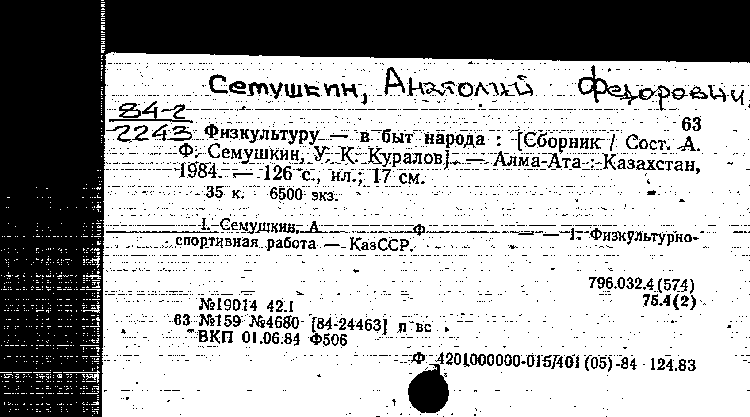 Семушкин, Анатолий Федорович,
84-2
2243
63
Физкультуру — в быт народа : [Сборник / Сост. А.
Ф. Семушкин, У. К. Куралов]. — Алма-Ата : Казахстан,
1984. — 126 с., ил.; 17 см.
35 к. 6500 экз.
I. Семушкин, А Ф — — 1. Физкультурно-
спортивная работа — КазССР.
796.032.4(574)
75.4(2)
№19014 42.1
63 №159 №4680 [84-24463] п вс
ВКП 01.06.84 Ф506
Ф 4201000000-015/401 (05)-84 124.83